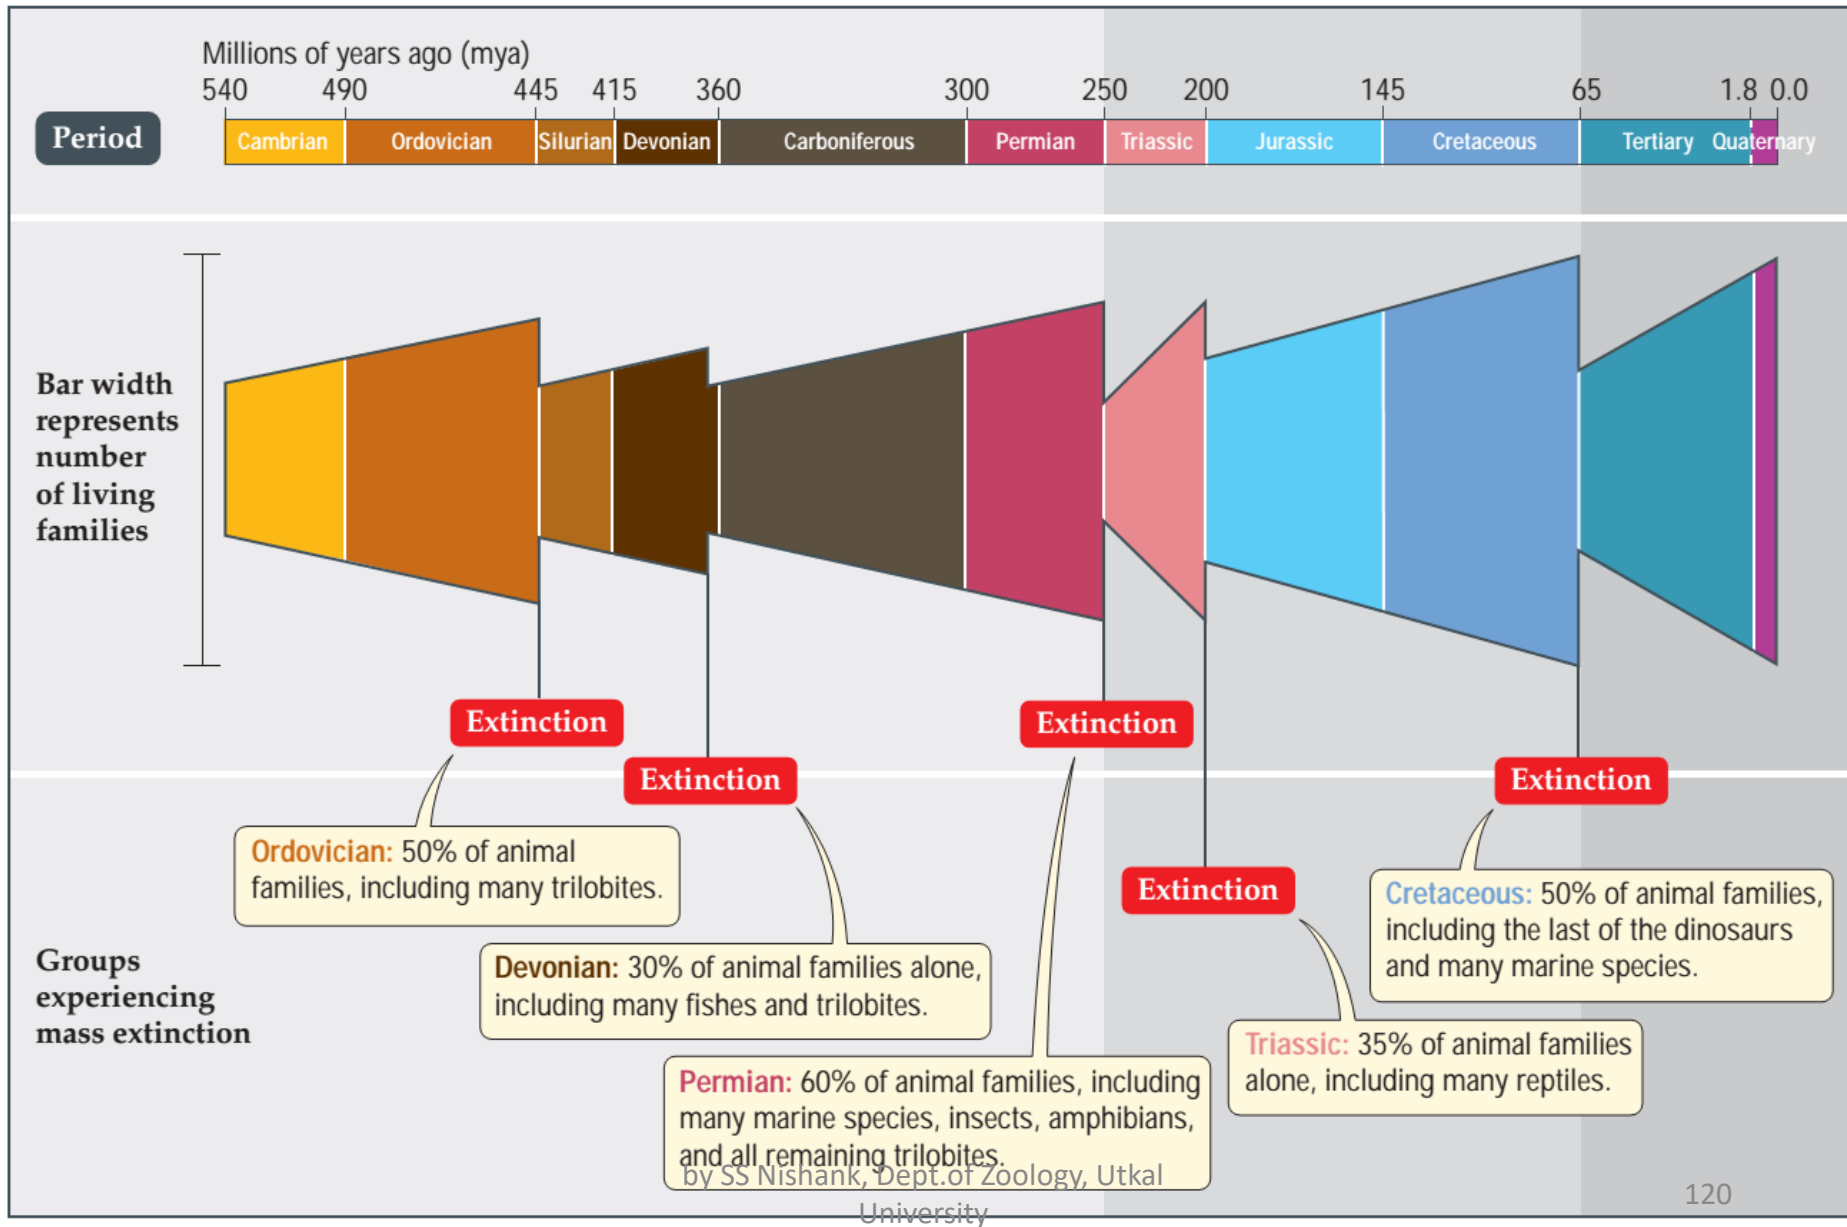 Millions of years ago (mya)
540 490 445 415 360 300 250 200 145 65 1.8 0.0
Period
Cambrian Ordovician Silurian Devonian Carboniferous Permian Triassic Jurassic Cretaceous Tertiary Quaternary
Bar width
represents
number
of living
families
Extinction
Extinction
Extinction
Extinction
Extinction
Ordovician: 50% of animal
families, including many trilobites.
Devonian: 30% of animal families alone,
including many fishes and trilobites.
Permian: 60% of animal families, including
many marine species, insects, amphibians,
and all remaining trilobites.
Triassic: 35% of animal families
alone, including many reptiles.
Cretaceous: 50% of animal families,
including the last of the dinosaurs
and many marine species.
Groups
experiencing
mass extinction
by SS Nishank, Dept.of Zoology, Utkal
University
120